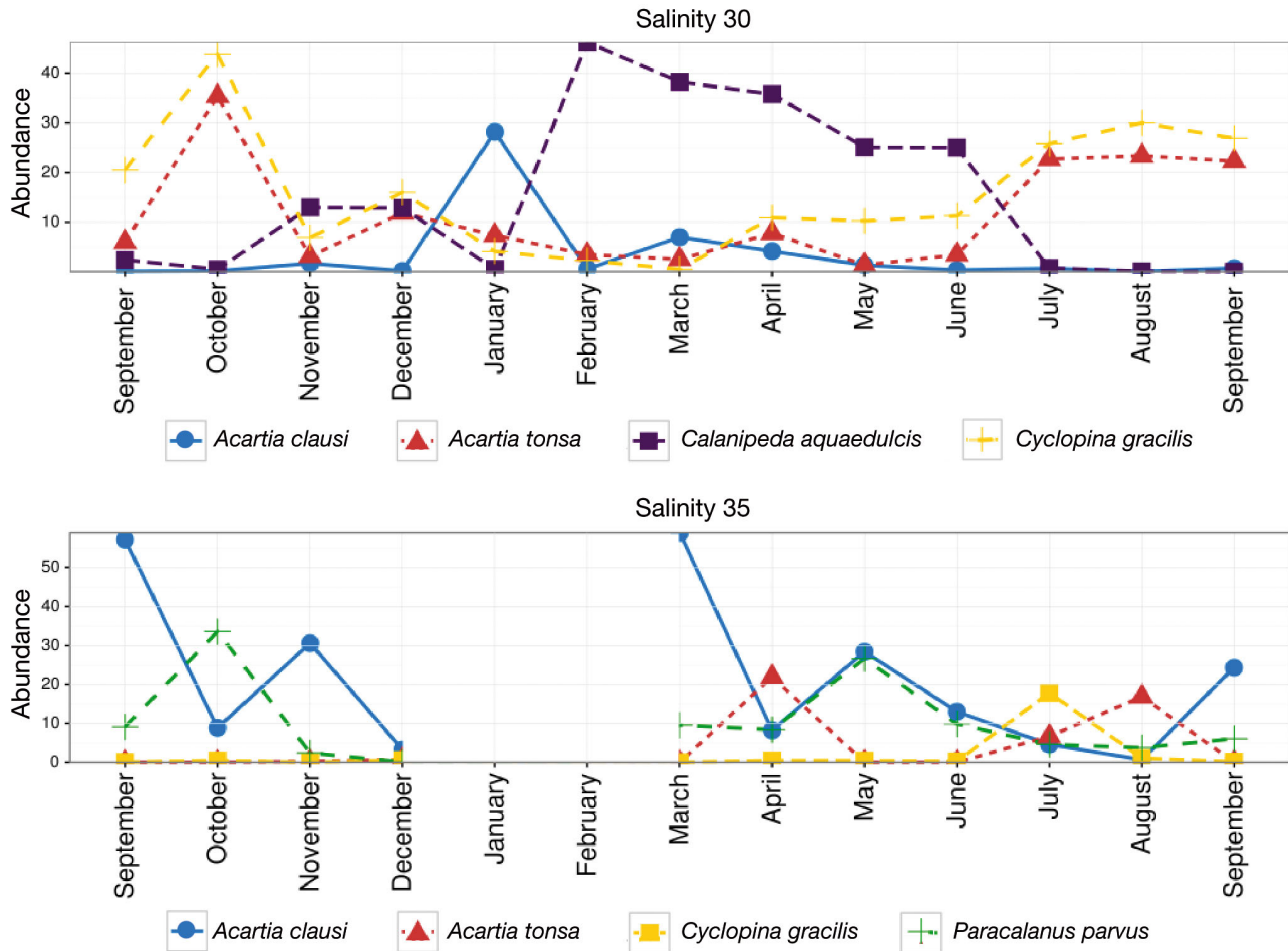 Salinity 30
Abundance
40
30
20
10
September October November December January February March April May June July August September
Acartia clausi Acartia tonsa Calanipeda aquaedulcis Cyclopina gracilis
Salinity 35
Abundance
50
40
30
20
10
0
September October November December January February March April May June July August September
Acartia clausi Acartia tonsa Cyclopina gracilis Paracalanus parvus